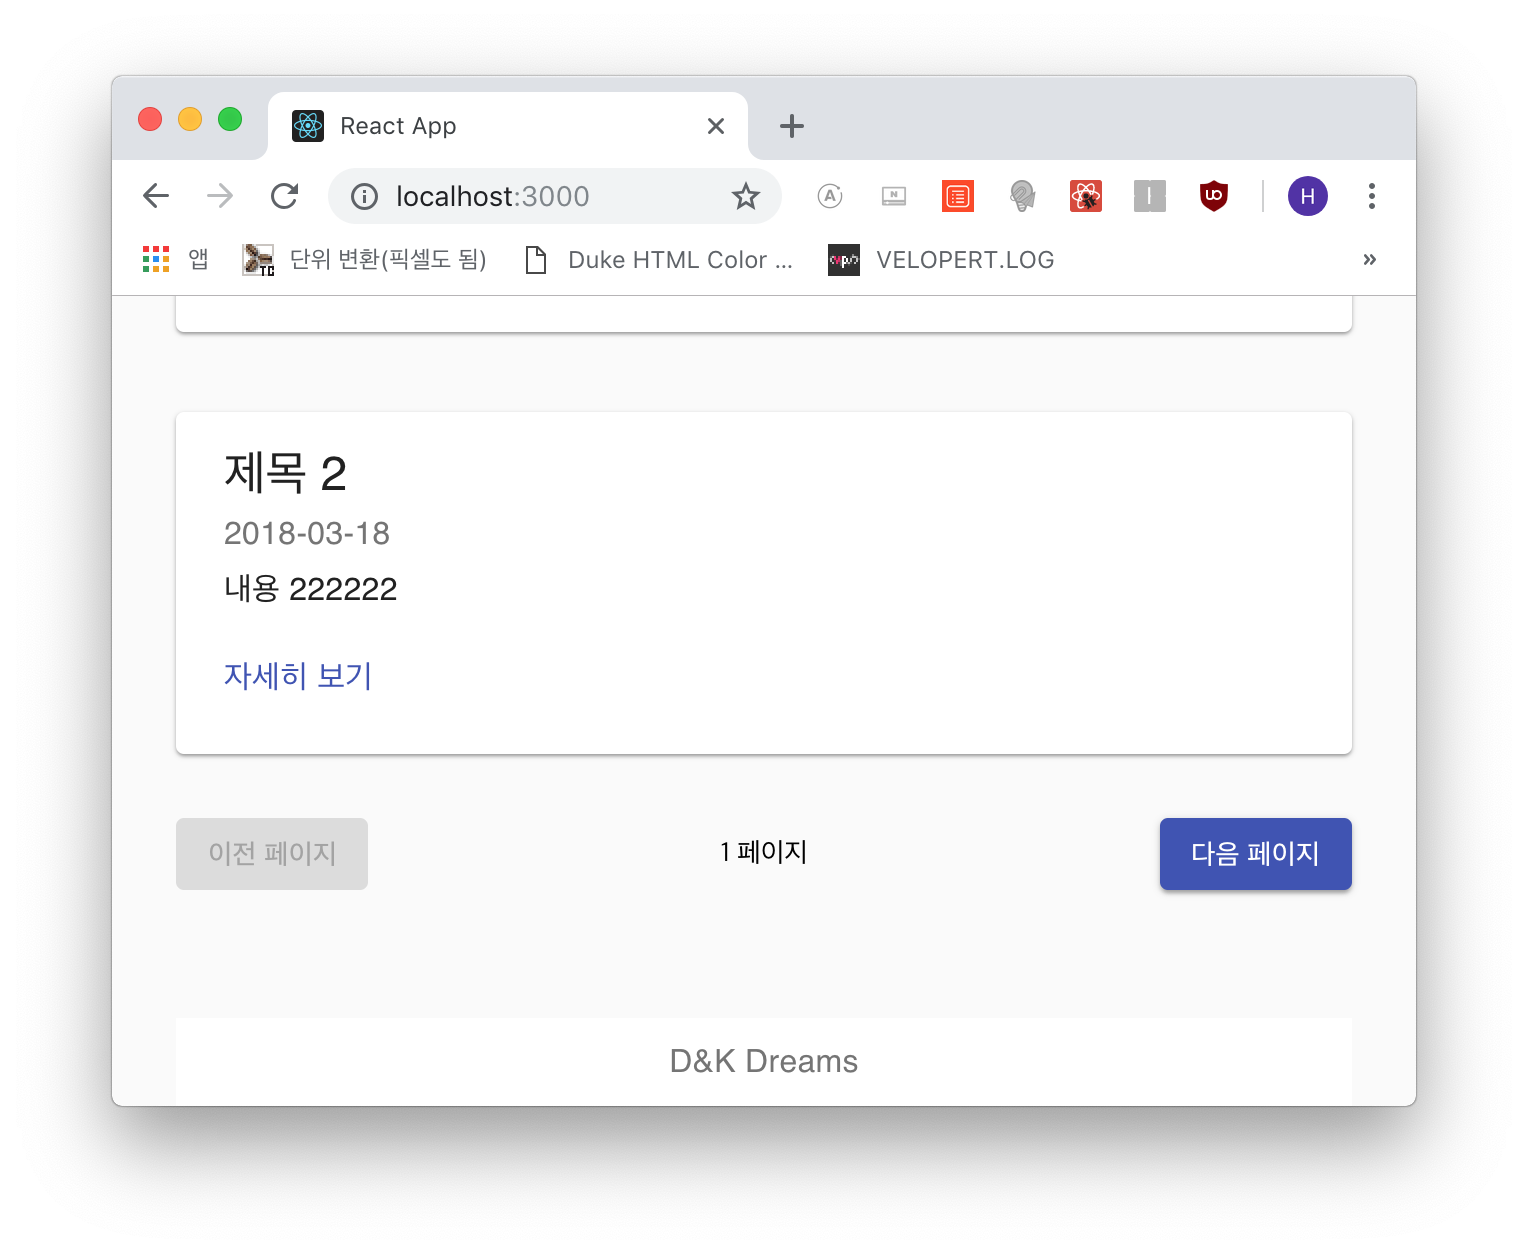 React App
localhost:3000
H
앱 단위 변환(픽셀도 됨) Duke HTML Color ... VELOPERT.LOG »
제목 2
2018-03-18
내용 222222
자세히 보기
이전 페이지 1 페이지 다음 페이지
D&K Dreams